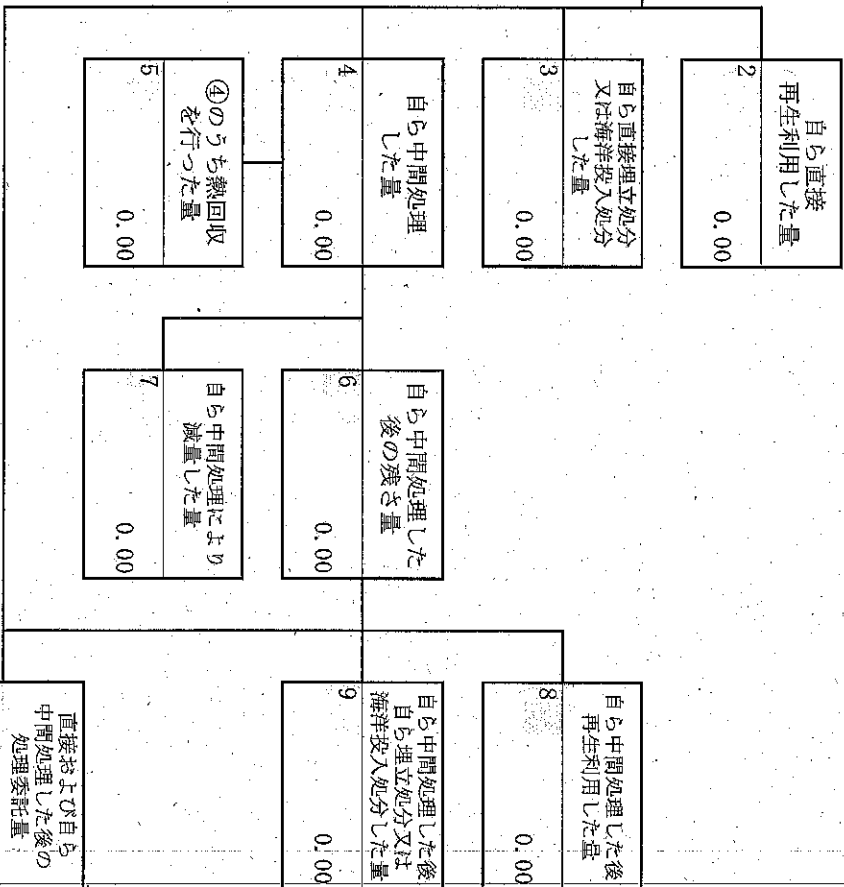 自ら直接
再生利用した量
2
0.00
自ら直接埋立処分
又は海洋投入処分
した量
3
0.00
自ら中間処理
した量
4
0.00
④のうち熱回収
を行った量
5
0.00
自ら中間処理した
後の残さ量
6
0.00
自ら中間処理により
減量した量
7
0.00
自ら中間処理した後
再生利用した量
8
0.00
自ら中間処理した後
自ら埋立処分又は
海洋投入処分した量
9
0.00
直接および自ら
中間処理した後の
処理委託量